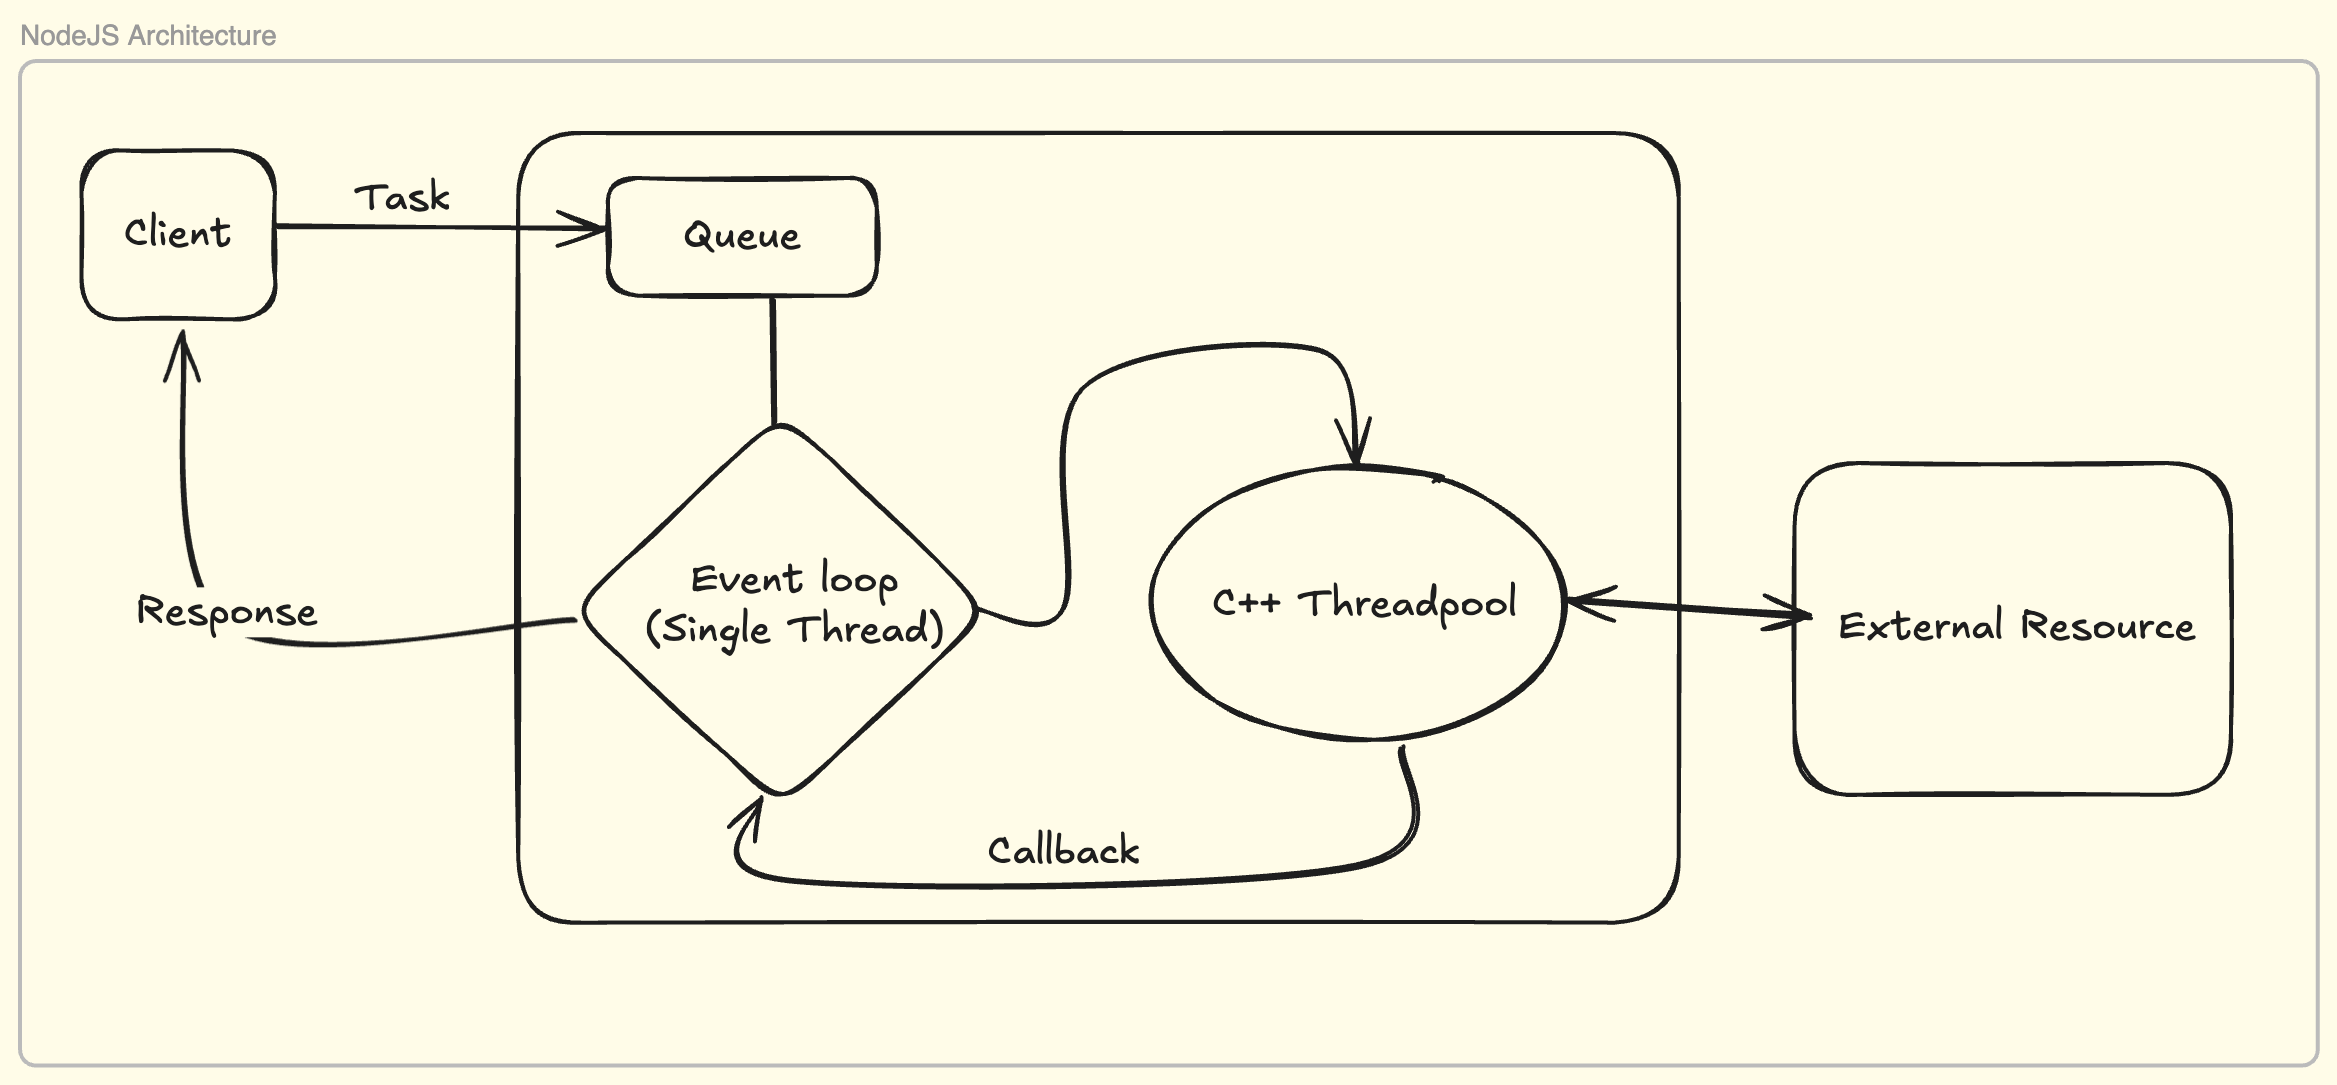 NodeJS Architecture
Client
Task
Queue
Event loop
(Single Thread)
C++ Threadpool
External Resource
Response
Callback